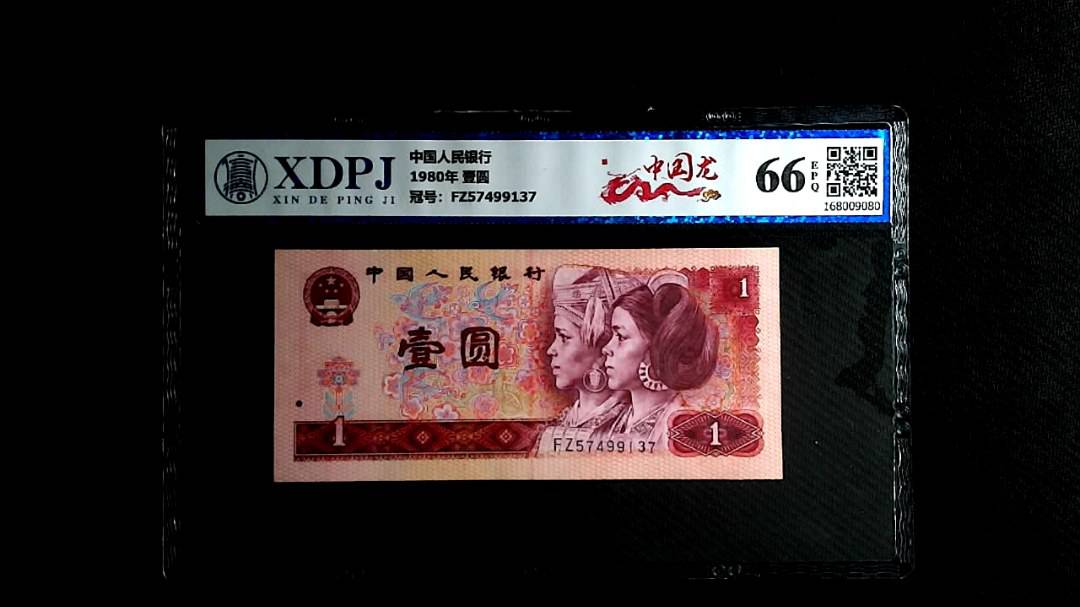 XDPJ
XIN DE PING JI
中国人民银行
1980年 壹圆
冠号：FZ57499137
中国龙
66
EPQ
168009080
中国人民银行
1
壹圆
1
FZ57499137
1